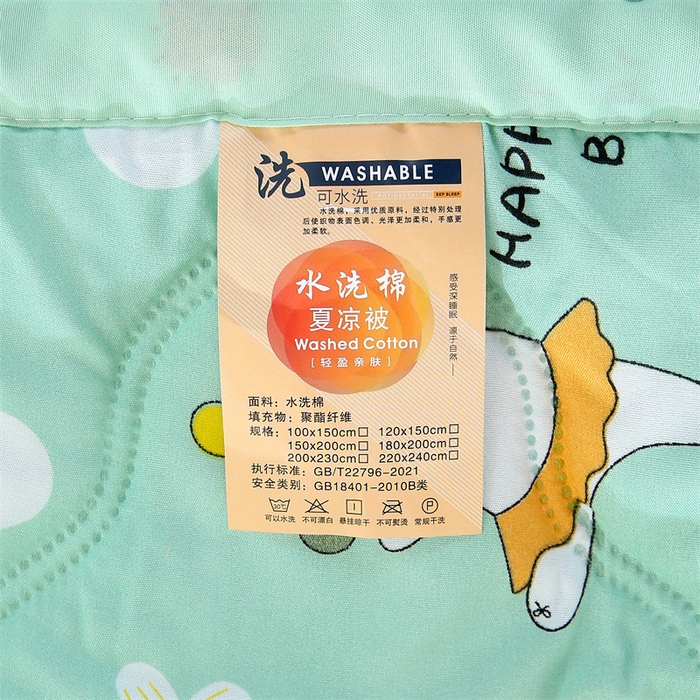 洗 WASHABLE
可水洗
EEP SLEEP
水洗棉，采用优质原料，经过特别处理
后使织物表面色调、光泽更加柔和，手感更
加柔软。
水洗棉
夏凉被
Washed Cotton
[轻盈亲肤]
感受深睡眠 源于自然——
面料：水洗棉
填充物：聚酯纤维
规格：100x150cm□ 120x150cm□
150x200cm□ 180x200cm□
200x230cm□ 220x240cm□
执行标准：GB/T22796-2021
安全类别：GB18401-2010B类
30℃ P
可以水洗 不可漂白 悬挂晾干 不可熨烫 常规干洗
HAPP
B